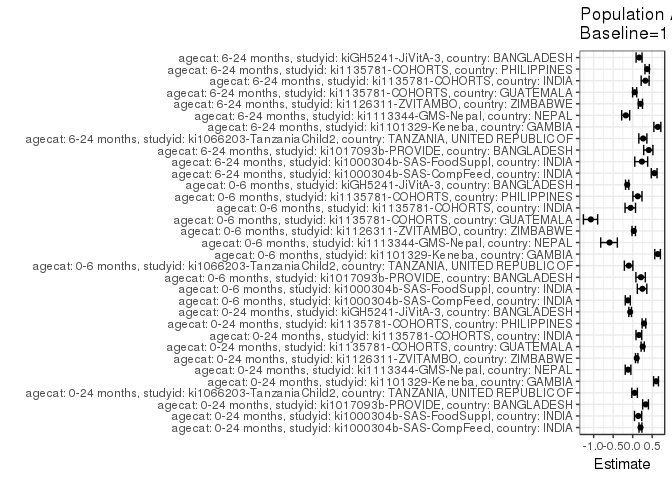 Population
Baseline=1
agecat: 6-24 months, studyid: kiGH5241-JiVitA-3, country: BANGLADESH
agecat: 6-24 months, studyid: ki1135781-COHORTS, country: PHILIPPINES
agecat: 6-24 months, studyid: ki1135781-COHORTS, country: INDIA
agecat: 6-24 months, studyid: ki1135781-COHORTS, country: GUATEMALA
agecat: 6-24 months, studyid: ki1126311-ZVITAMBO, country: ZIMBABWE
agecat: 6-24 months, studyid: ki1113344-GMS-Nepal, country: NEPAL
agecat: 6-24 months, studyid: ki1101329-Keneba, country: GAMBIA
agecat: 6-24 months, studyid: ki1066203-TanzaniaChild2, country: TANZANIA, UNITED REPUBLIC OF
agecat: 6-24 months, studyid: ki1017093b-PROVIDE, country: BANGLADESH
agecat: 6-24 months, studyid: ki1000304b-SAS-FoodSuppl, country: INDIA
agecat: 6-24 months, studyid: ki1000304b-SAS-CompFeed, country: INDIA
agecat: 0-6 months, studyid: kiGH5241-JiVitA-3, country: BANGLADESH
agecat: 0-6 months, studyid: ki1135781-COHORTS, country: PHILIPPINES
agecat: 0-6 months, studyid: ki1135781-COHORTS, country: INDIA
agecat: 0-6 months, studyid: ki1135781-COHORTS, country: GUATEMALA
agecat: 0-6 months, studyid: ki1126311-ZVITAMBO, country: ZIMBABWE
agecat: 0-6 months, studyid: ki1113344-GMS-Nepal, country: NEPAL
agecat: 0-6 months, studyid: ki1101329-Keneba, country: GAMBIA
agecat: 0-6 months, studyid: ki1066203-TanzaniaChild2, country: TANZANIA, UNITED REPUBLIC OF
agecat: 0-6 months, studyid: ki1017093b-PROVIDE, country: BANGLADESH
agecat: 0-6 months, studyid: ki1000304b-SAS-FoodSuppl, country: INDIA
agecat: 0-6 months, studyid: ki1000304b-SAS-CompFeed, country: INDIA
agecat: 0-24 months, studyid: kiGH5241-JiVitA-3, country: BANGLADESH
agecat: 0-24 months, studyid: ki1135781-COHORTS, country: PHILIPPINES
agecat: 0-24 months, studyid: ki1135781-COHORTS, country: INDIA
agecat: 0-24 months, studyid: ki1135781-COHORTS, country: GUATEMALA
agecat: 0-24 months, studyid: ki1126311-ZVITAMBO, country: ZIMBABWE
agecat: 0-24 months, studyid: ki1113344-GMS-Nepal, country: NEPAL
agecat: 0-24 months, studyid: ki1101329-Keneba, country: GAMBIA
agecat: 0-24 months, studyid: ki1066203-TanzaniaChild2, country: TANZANIA, UNITED REPUBLIC OF
agecat: 0-24 months, studyid: ki1017093b-PROVIDE, country: BANGLADESH
agecat: 0-24 months, studyid: ki1000304b-SAS-FoodSuppl, country: INDIA
agecat: 0-24 months, studyid: ki1000304b-SAS-CompFeed, country: INDIA
-1.0 -0.5 0.0 0.5
Estimate